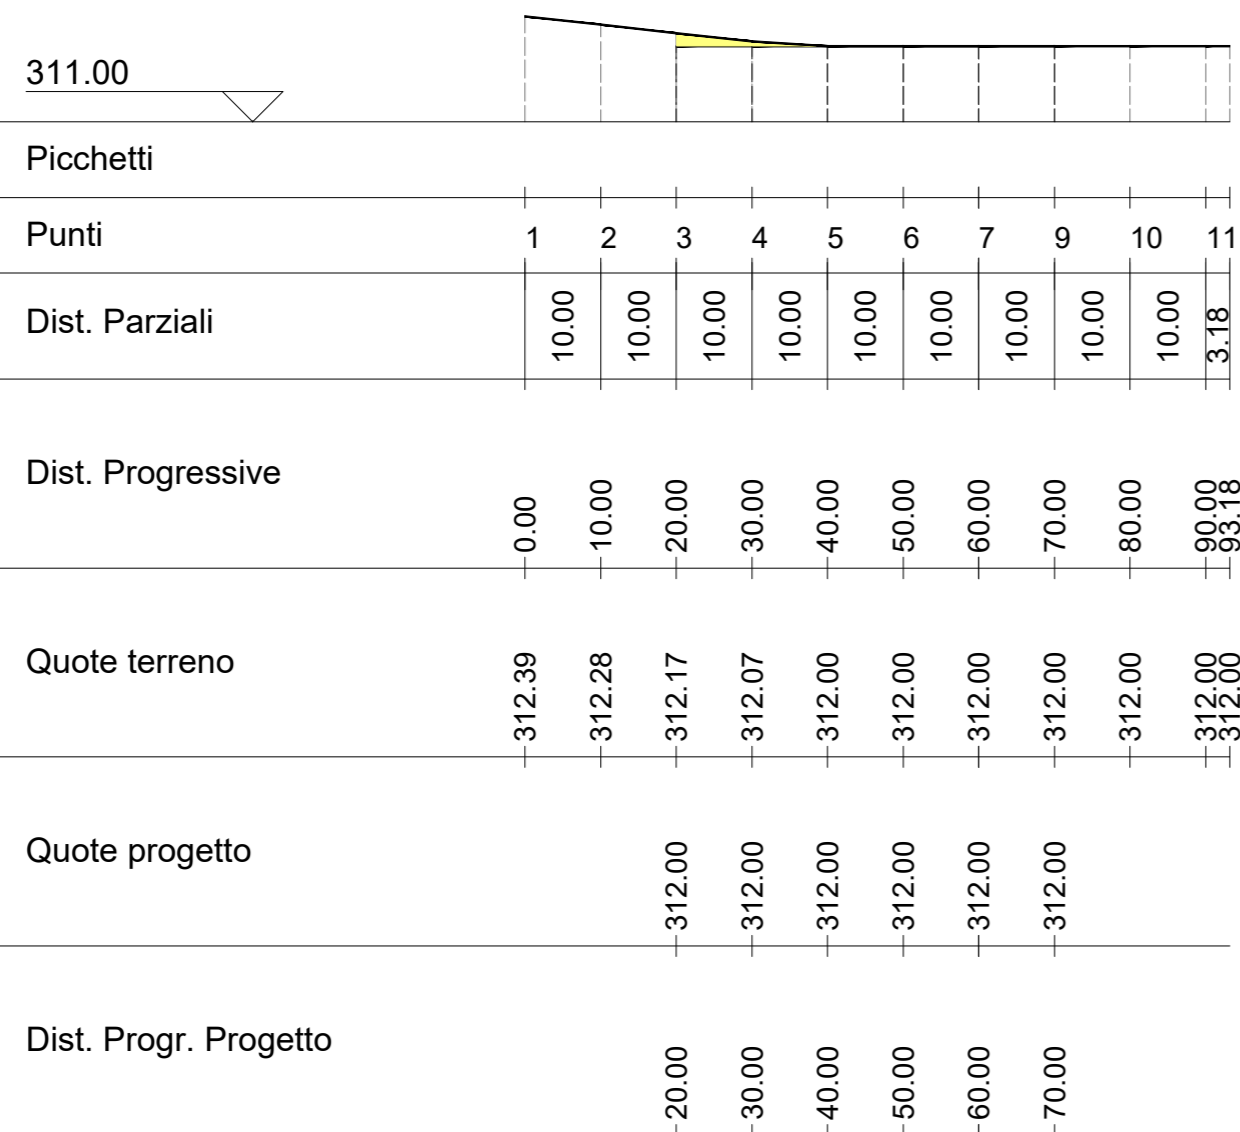 311.00
Picchetti
Punti 1 2 3 4 5 6 7 9 10 11
Dist. Parziali 10.00 10.00 10.00 10.00 10.00 10.00 10.00 10.00 10.00 3.18
Dist. Progressive 0.00 10.00 20.00 30.00 40.00 50.00 60.00 70.00 80.00 90.00 93.18
Quote terreno 312.39 312.28 312.17 312.07 312.00 312.00 312.00 312.00 312.00 312.00 312.00
Quote progetto 312.00 312.00 312.00 312.00 312.00 312.00
Dist. Progr. Progetto 20.00 30.00 40.00 50.00 60.00 70.00